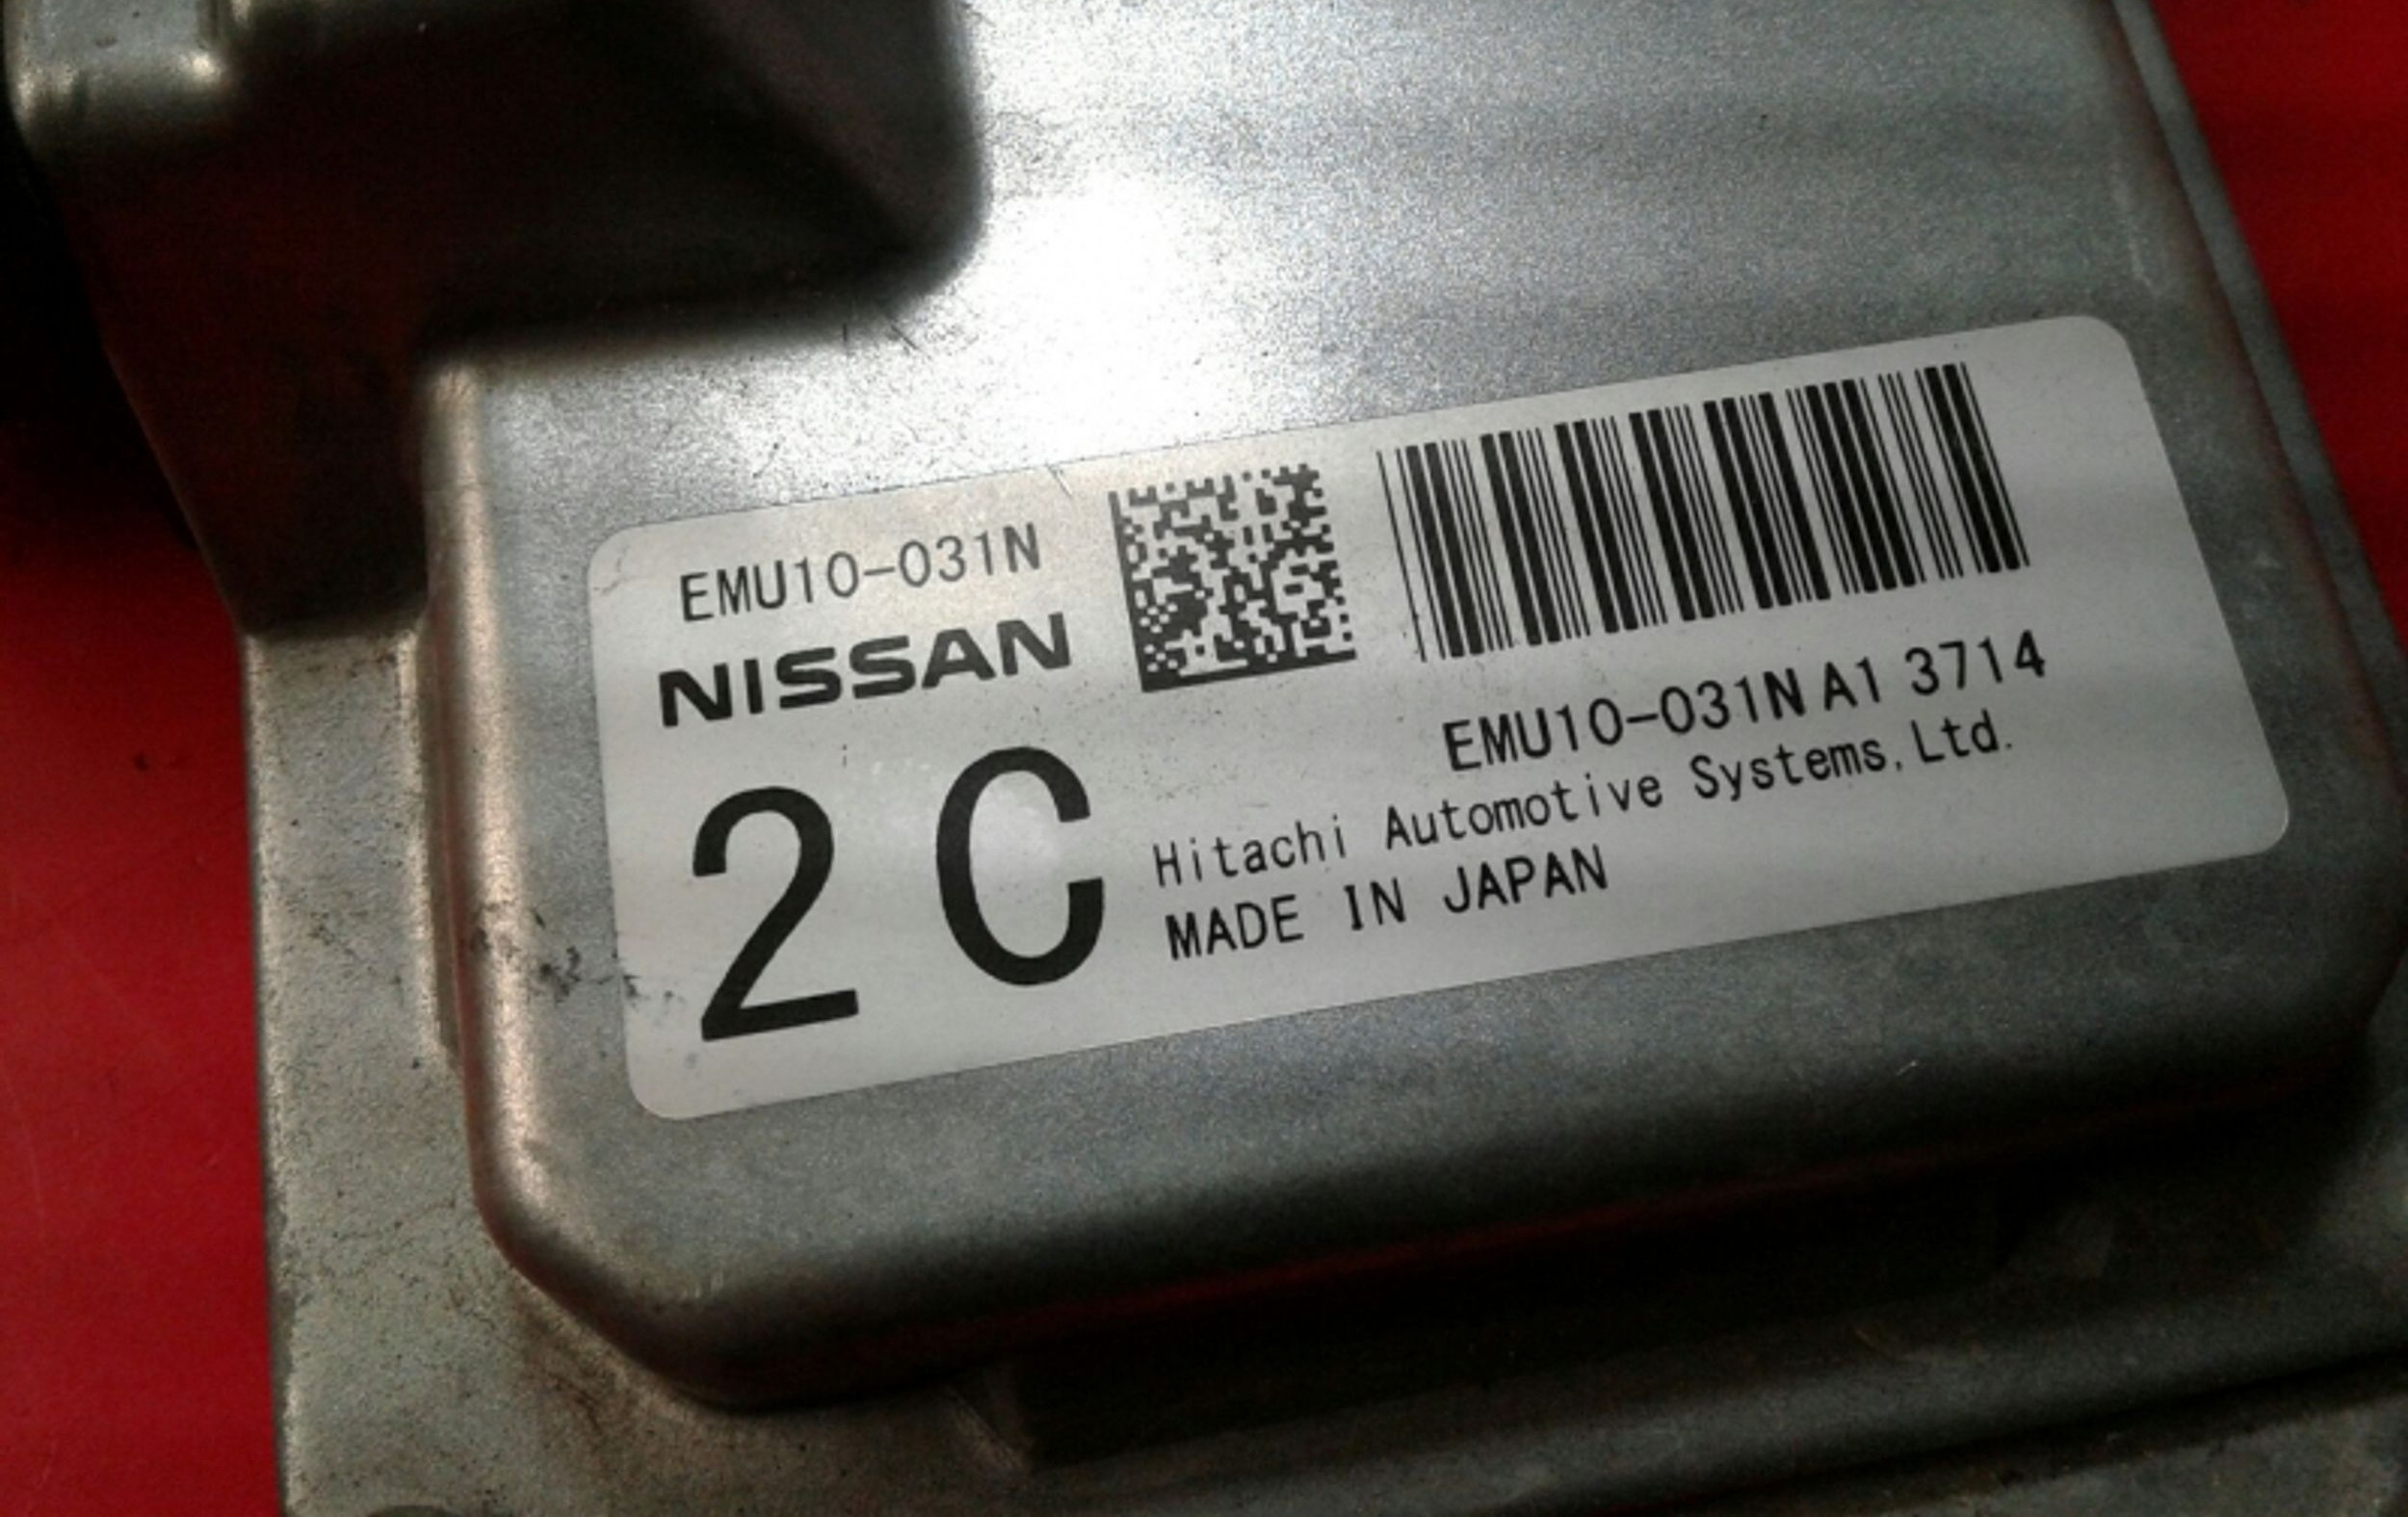 EMU10-031N
NISSAN
2C
EMU10-031N A1 3714
Hitachi Automotive Systems, Ltd.
MADE IN JAPAN